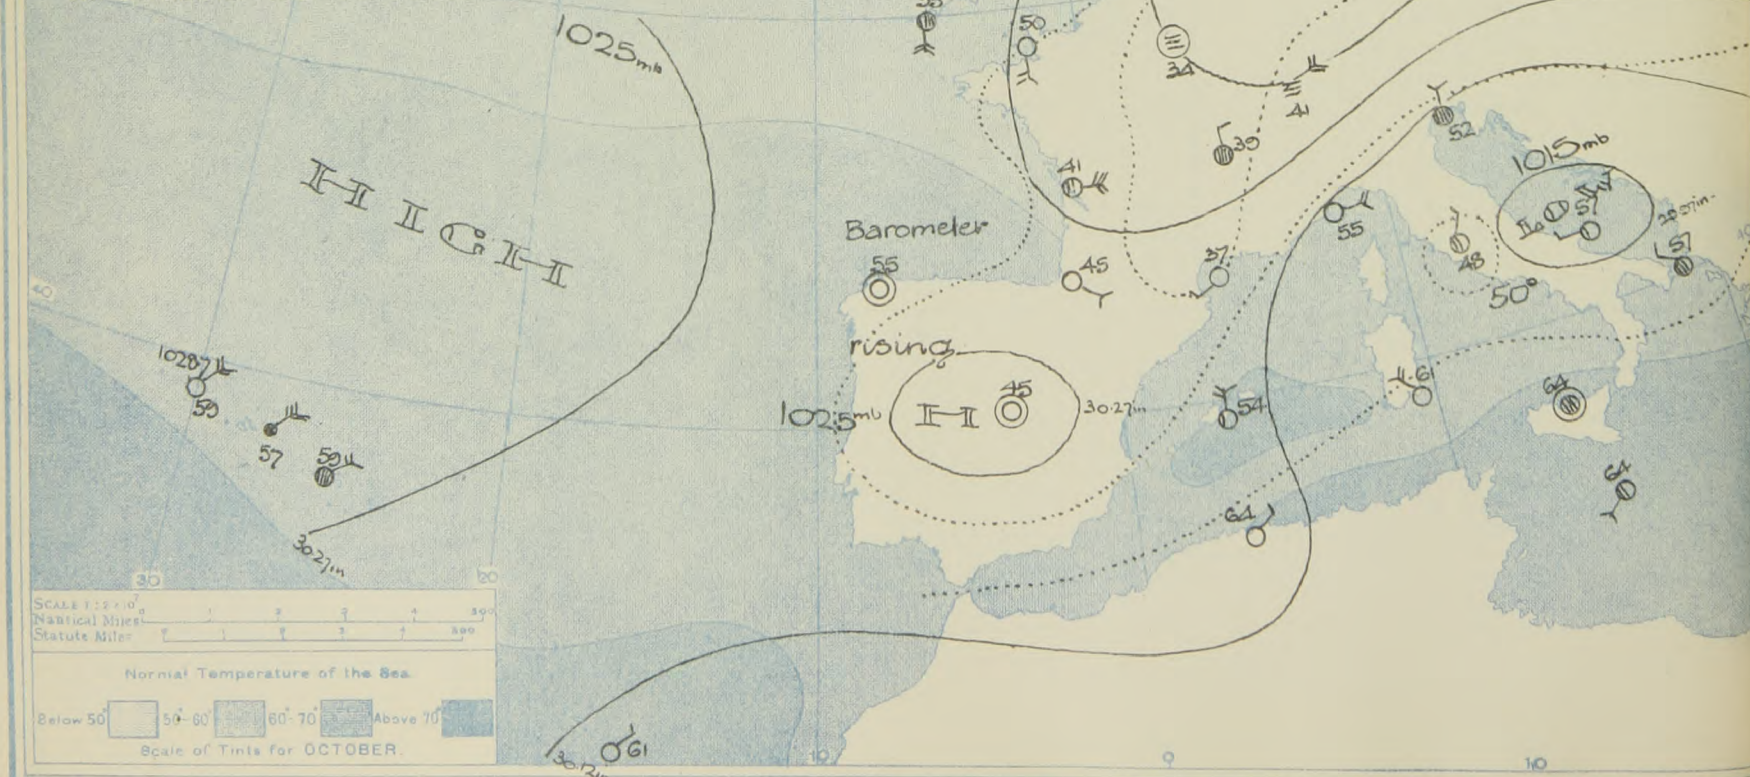 1025mb
50
34
41
39
52
1015mb
HIGH
41
57
55
57
48
50°
Barometer
55
45
37
40
rising
1028.7
59
57
59
1025mb
H
45
30.27in
54
61
64
64
64
30.27in
30
20
Nautical Miles
Statute Miles
Normal Temperature of the Sea.
Below 50° 50°-60° 60°-70° Above 70°
Scale of Tints for OCTOBER.
61
30.12in
10
0
10